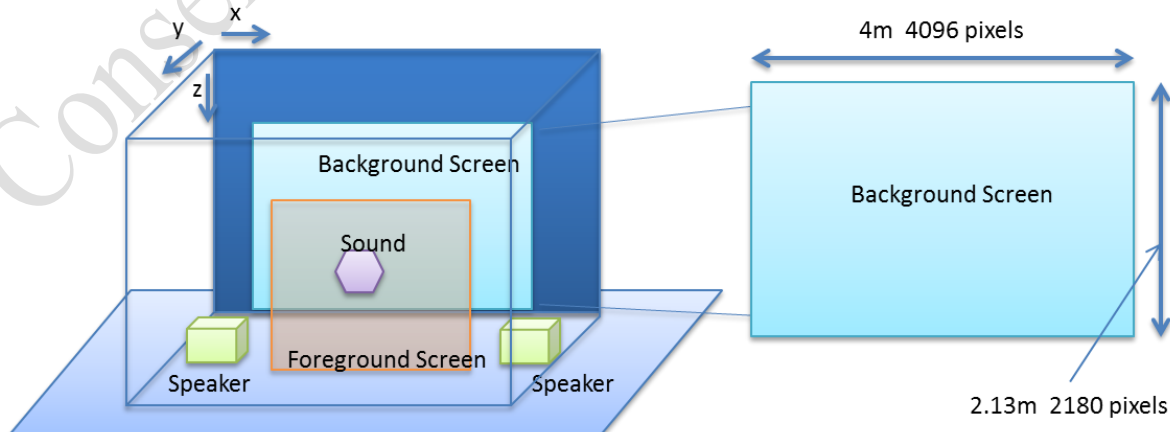 x
y
z
Background Screen
Sound
Foreground Screen
Speaker
Speaker
4m 4096 pixels
Background Screen
2.13m 2180 pixels